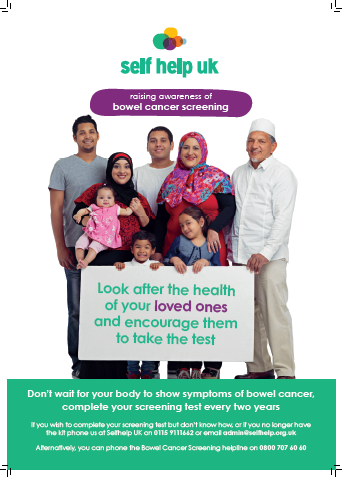 self help uk
raising awareness of
bowel cancer screening
Look after the health
of your loved ones
and encourage them
to take the test
Don't wait for your body to show symptoms of bowel cancer,
complete your screening test every two years
If you wish to complete your screening test but don't know how, or if you no longer have
the kit phone us at Selfhelp UK on 0115 9111662 or email admin@selfhelp.org.uk
Alternatively, you can phone the Bowel Cancer Screening helpline on 0800 707 60 60